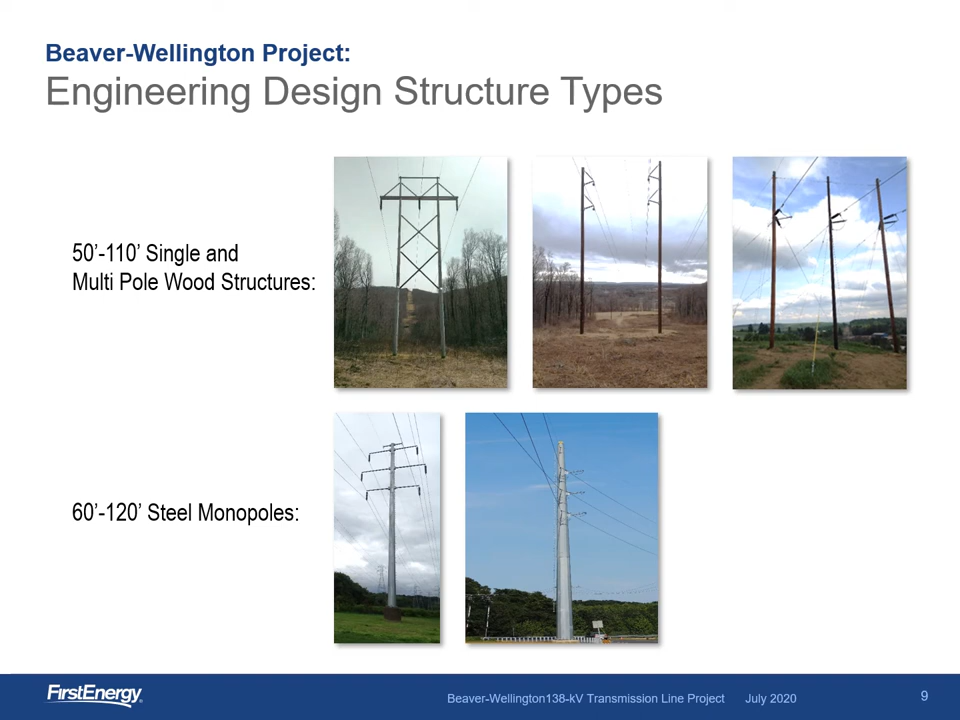 Beaver-Wellington Project:
Engineering Design Structure Types
50’-110’ Single and
Multi Pole Wood Structures:
60’-120’ Steel Monopoles:
FirstEnergy®
Beaver-Wellington138-kV Transmission Line Project July 2020
9